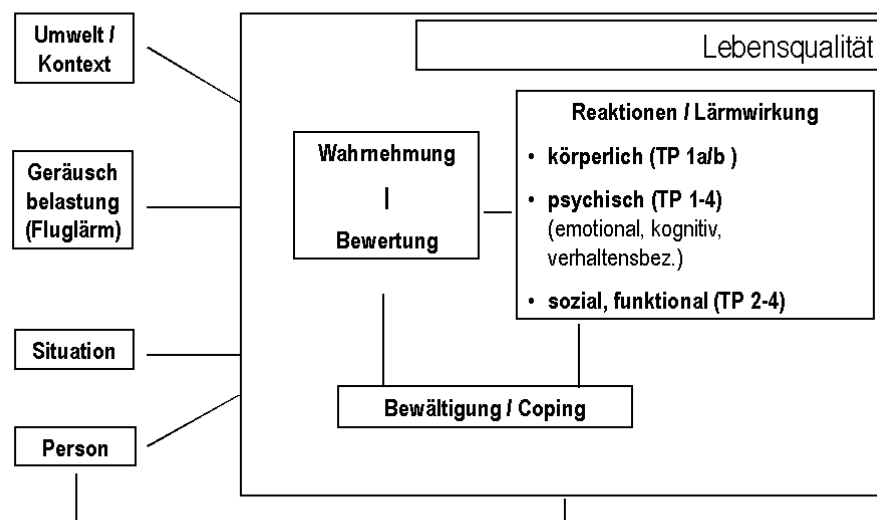 Umwelt /
Kontext
Geräusch
belastung
(Fluglärm)
Situation
Person
Lebensqualität
Wahrnehmung
Bewertung
Reaktionen / Lärmwirkung
• körperlich (TP 1a/b )
• psychisch (TP 1-4)
(emotional, kognitiv,
verhaltensbez.)
• sozial, funktional (TP 2-4)
Bewältigung / Coping